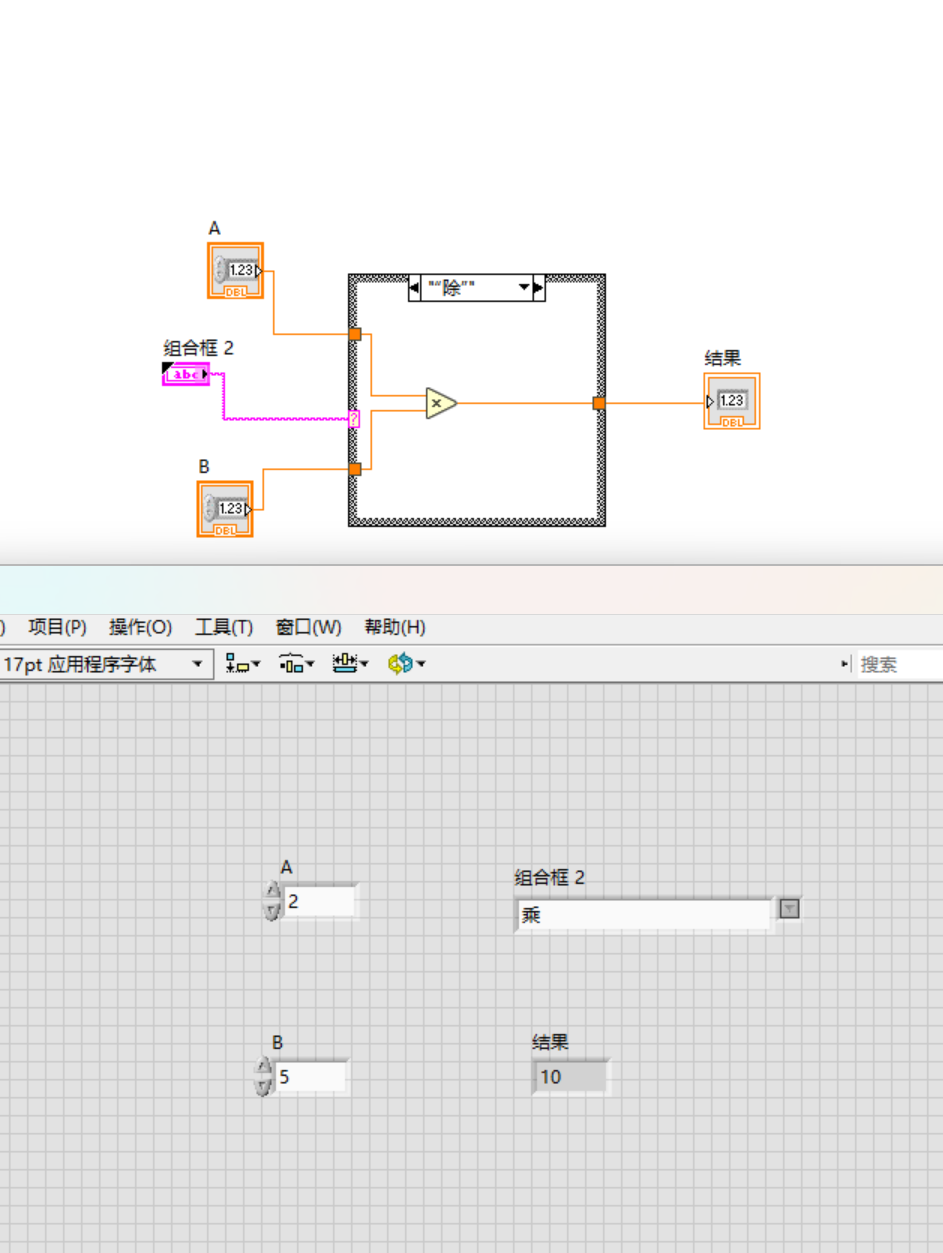 A
1.23
DBL
"“除”"
组合框 2
abc
?
×
结果
1.23
DBL
B
1.23
DBL
) 项目(P) 操作(O) 工具(T) 窗口(W) 帮助(H)
17pt 应用程序字体
搜索
A
2
组合框 2
乘
B
5
结果
10